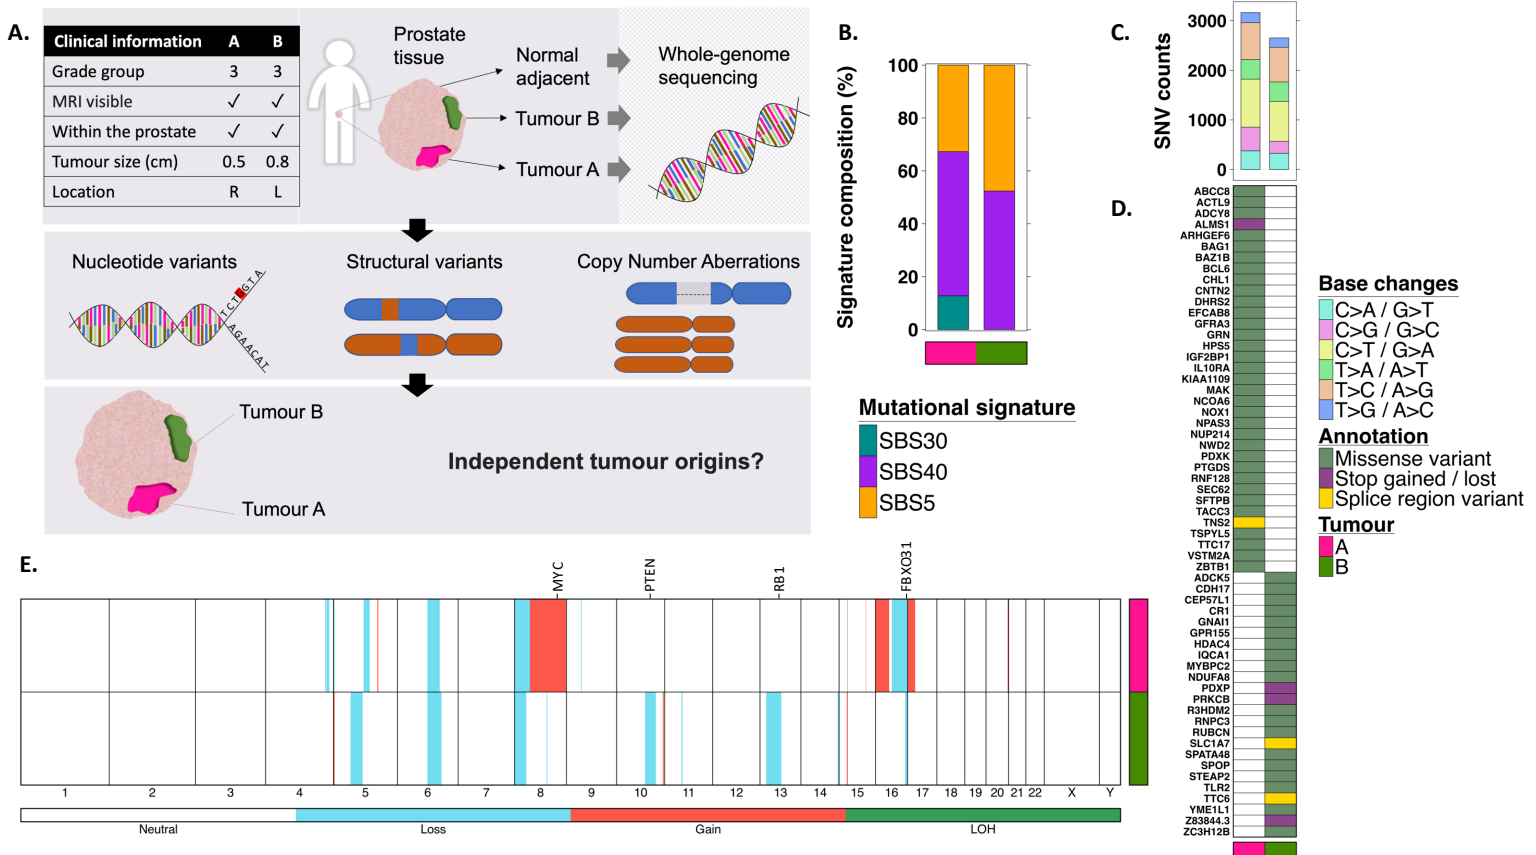 A.
Clinical information A B
Grade group 3 3
MRI visible ✓ ✓
Within the prostate ✓ ✓
Tumour size (cm) 0.5 0.8
Location R L
Prostate
tissue
Normal
adjacent
Tumour B
Tumour A
Whole-genome
sequencing
Nucleotide variants
TCTGGTA
AGAACAT
Structural variants
Copy Number Aberrations
Tumour B
Tumour A
Independent tumour origins?
B.
Signature composition (%)
100
80
60
40
20
0
Mutational signature
SBS30
SBS40
SBS5
C.
SNV counts
3000
2000
1000
0
D.
ABCC8
ACTL9
ADCY8
ALMS1
ARHGEF6
BAG1
BAZ1B
BCL6
CHL1
CNTN2
DHRS2
EFCAB8
GFRA3
GRN
HPS5
IGF2BP1
IL10RA
KIAA1109
MAK
NCOA6
NOX1
NPAS3
NUP214
NWD2
PDXK
PTGDS
RNF128
SEC62
SFTPB
TACC3
TNS2
TSPYL5
TTC17
VSTM2A
ZBTB1
ADCK5
CDH17
CEP57L1
CR1
GNAI1
GPR155
HDAC4
IQCA1
MYBPC2
NDUFA8
PDXP
PRKCB
R3HDM2
RNPC3
RUBCN
SLC1A7
SPATA48
SPOP
STEAP2
TLR2
TTC6
YME1L1
Z83844.3
ZC3H12B
Base changes
C>A / G>T
C>G / G>C
C>T / G>A
T>A / A>T
T>C / A>G
T>G / A>C
Annotation
Missense variant
Stop gained / lost
Splice region variant
Tumour
A
B
E.
MYC
PTEN
RB1
FBXO31
1 2 3 4 5 6 7 8 9 10 11 12 13 14 15 16 17 18 19 20 21 22 X Y
Neutral Loss Gain LOH